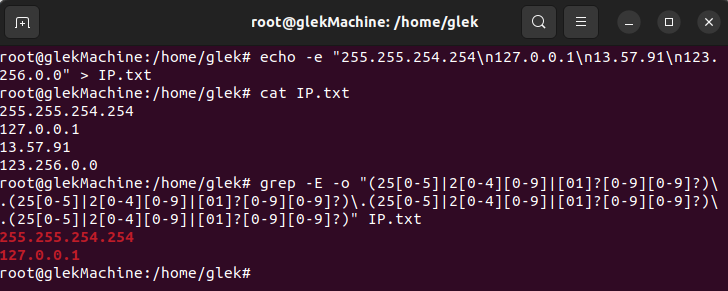 root@glekMachine: /home/glek
root@glekMachine:/home/glek# echo -e "255.255.254.254\n127.0.0.1\n13.57.91\n123.
256.0.0" > IP.txt
root@glekMachine:/home/glek# cat IP.txt
255.255.254.254
127.0.0.1
13.57.91
123.256.0.0
root@glekMachine:/home/glek# grep -E -o "(25[0-5]|2[0-4][0-9]|[01]?[0-9][0-9]?)\
.(25[0-5]|2[0-4][0-9]|[01]?[0-9][0-9]?)\.(25[0-5]|2[0-4][0-9]|[01]?[0-9][0-9]?)\
.(25[0-5]|2[0-4][0-9]|[01]?[0-9][0-9]?)" IP.txt
255.255.254.254
127.0.0.1
root@glekMachine:/home/glek#